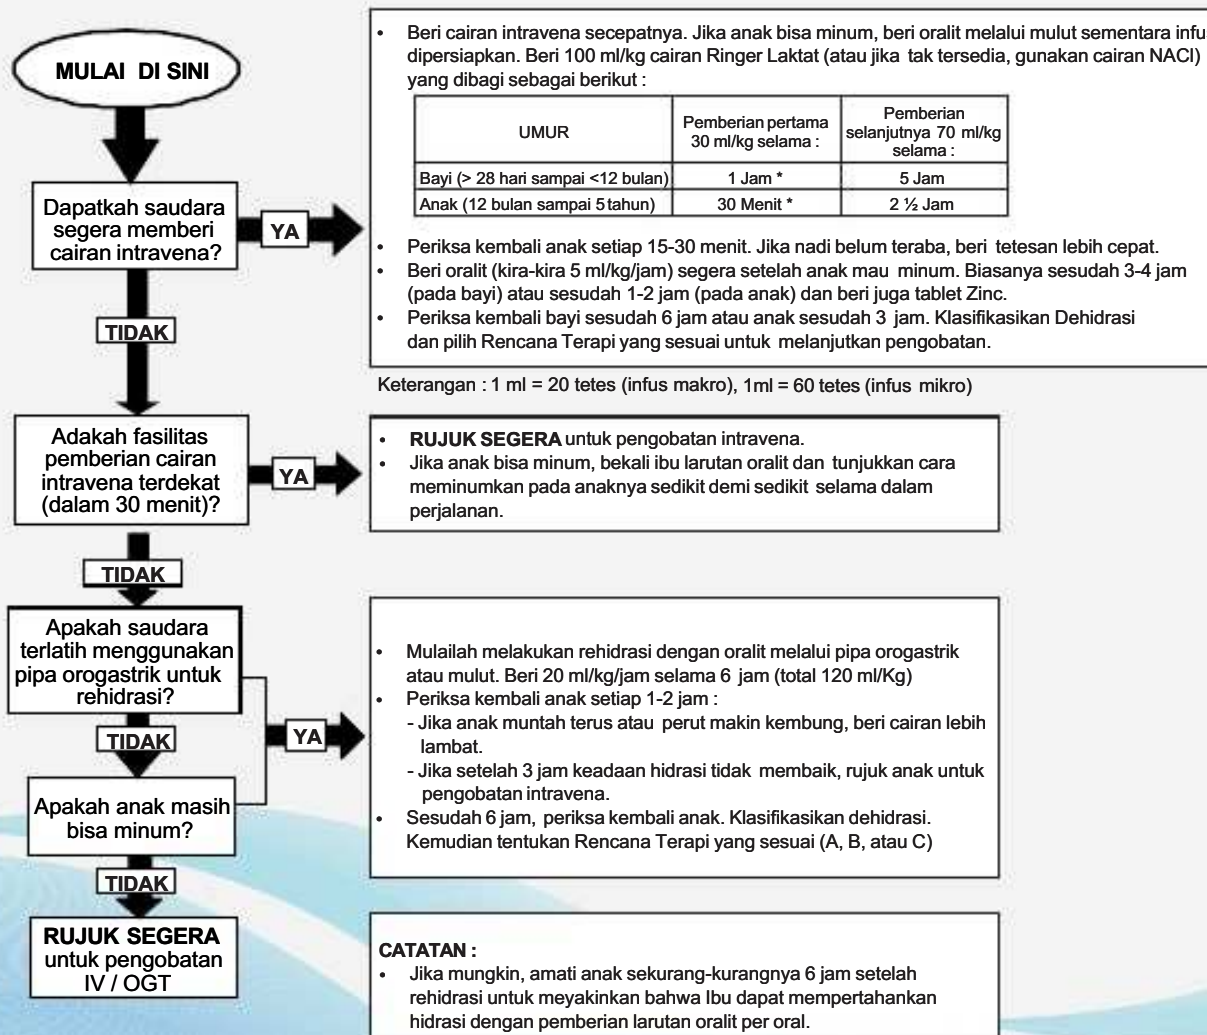 MULAI DI SINI
Dapatkah saudara
segera memberi
cairan intravena?
YA
• Beri cairan intravena secepatnya. Jika anak bisa minum, beri oralit melalui mulut sementara infus
dipersiapkan. Beri 100 ml/kg cairan Ringer Laktat (atau jika tak tersedia, gunakan cairan NACl)
yang dibagi sebagai berikut :
UMUR
Pemberian pertama
30 ml/kg selama :
Pemberian
selanjutnya 70 ml/kg
selama :
Bayi (> 28 hari sampai <12 bulan) 1 Jam * 5 Jam
Anak (12 bulan sampai 5 tahun) 30 Menit * 2 ½ Jam
• Periksa kembali anak setiap 15-30 menit. Jika nadi belum teraba, beri tetesan lebih cepat.
• Beri oralit (kira-kira 5 ml/kg/jam) segera setelah anak mau minum. Biasanya sesudah 3-4 jam
(pada bayi) atau sesudah 1-2 jam (pada anak) dan beri juga tablet Zinc.
• Periksa kembali bayi sesudah 6 jam atau anak sesudah 3 jam. Klasifikasikan Dehidrasi
dan pilih Rencana Terapi yang sesuai untuk melanjutkan pengobatan.
Keterangan : 1 ml = 20 tetes (infus makro), 1ml = 60 tetes (infus mikro)
TIDAK
Adakah fasilitas
pemberian cairan
intravena terdekat
(dalam 30 menit)?
YA
• RUJUK SEGERA untuk pengobatan intravena.
• Jika anak bisa minum, bekali ibu larutan oralit dan tunjukkan cara
meminumkan pada anaknya sedikit demi sedikit selama dalam
perjalanan.
TIDAK
Apakah saudara
terlatih menggunakan
pipa orogastrik untuk
rehidrasi?
TIDAK
Apakah anak masih
bisa minum?
YA
• Mulailah melakukan rehidrasi dengan oralit melalui pipa orogastrik
atau mulut. Beri 20 ml/kg/jam selama 6 jam (total 120 ml/Kg)
• Periksa kembali anak setiap 1-2 jam :
- Jika anak muntah terus atau perut makin kembung, beri cairan lebih
lambat.
- Jika setelah 3 jam keadaan hidrasi tidak membaik, rujuk anak untuk
pengobatan intravena.
• Sesudah 6 jam, periksa kembali anak. Klasifikasikan dehidrasi.
Kemudian tentukan Rencana Terapi yang sesuai (A, B, atau C)
TIDAK
RUJUK SEGERA
untuk pengobatan
IV / OGT
CATATAN :
• Jika mungkin, amati anak sekurang-kurangnya 6 jam setelah
rehidrasi untuk meyakinkan bahwa Ibu dapat mempertahankan
hidrasi dengan pemberian larutan oralit per oral.